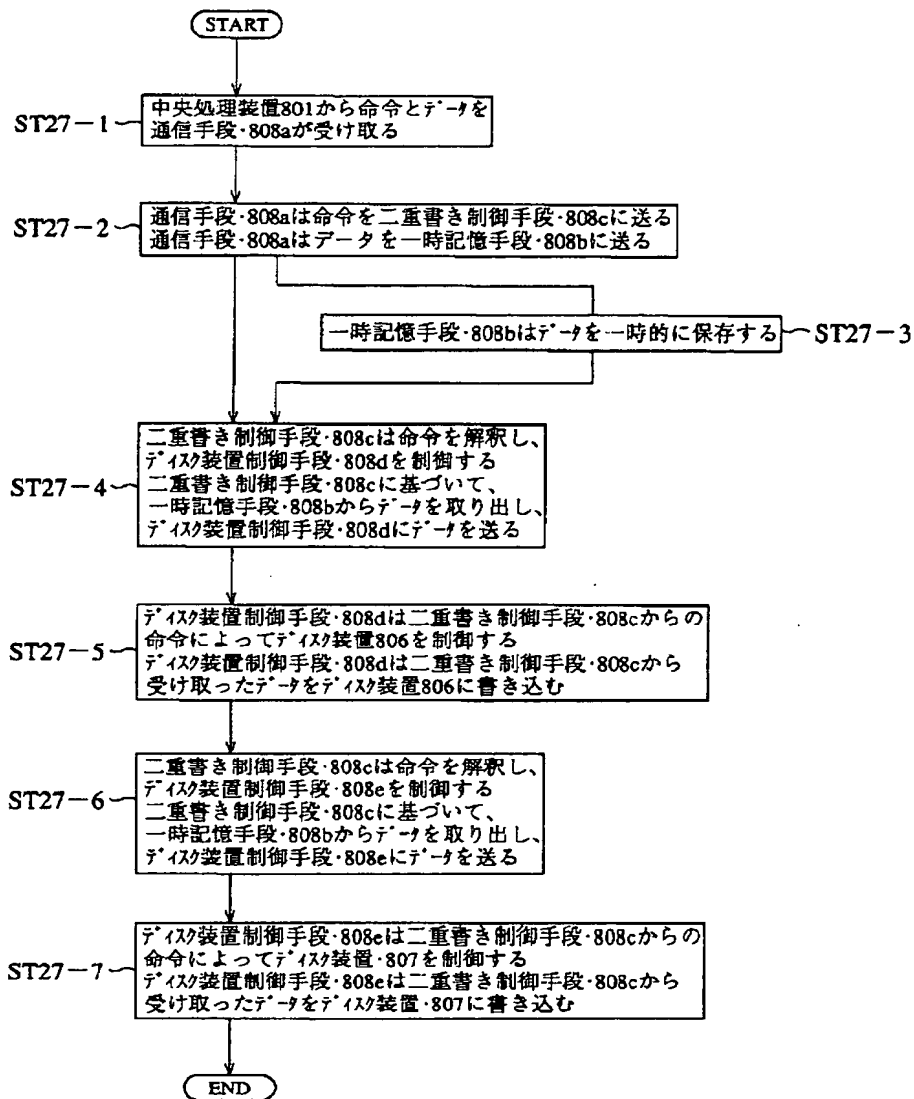 START
ST27-1
中央処理装置801から命令とデータを
通信手段・808aが受け取る
ST27-2
通信手段・808aは命令を二重書き制御手段・808cに送る
通信手段・808aはデータを一時記憶手段・808bに送る
一時記憶手段・808bはデータを一時的に保存する
ST27-3
ST27-4
二重書き制御手段・808cは命令を解釈し、
ディスク装置制御手段・808dを制御する
二重書き制御手段・808cに基づいて、
一時記憶手段・808bからデータを取り出し、
ディスク装置制御手段・808dにデータを送る
ST27-5
ディスク装置制御手段・808dは二重書き制御手段・808cからの
命令によってディスク装置806を制御する
ディスク装置制御手段・808dは二重書き制御手段・808cから
受け取ったデータをディスク装置806に書き込む
ST27-6
二重書き制御手段・808cは命令を解釈し、
ディスク装置制御手段・808eを制御する
二重書き制御手段・808cに基づいて、
一時記憶手段・808bからデータを取り出し、
ディスク装置制御手段・808eにデータを送る
ST27-7
ディスク装置制御手段・808eは二重書き制御手段・808cからの
命令によってディスク装置・807を制御する
ディスク装置制御手段・808eは二重書き制御手段・808cから
受け取ったデータをディスク装置・807に書き込む
END